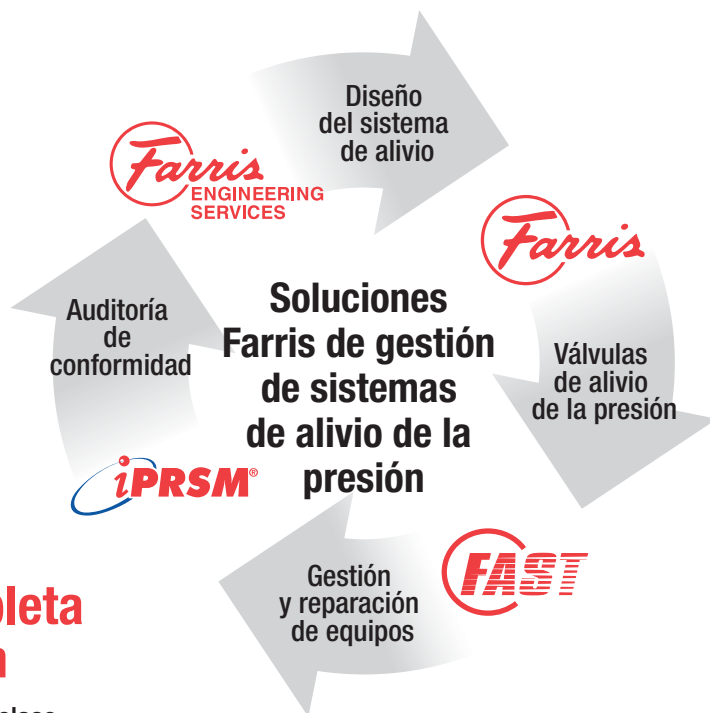 Diseño
del sistema
de alivio
Farris
ENGINEERING
SERVICES
Farris
Auditoría
de
conformidad
Soluciones
Farris de gestión
de sistemas
de alivio de la
presión
Válvulas
de alivio
de la presión
iPRSM®
FAST
Gestión
y reparación
de equipos